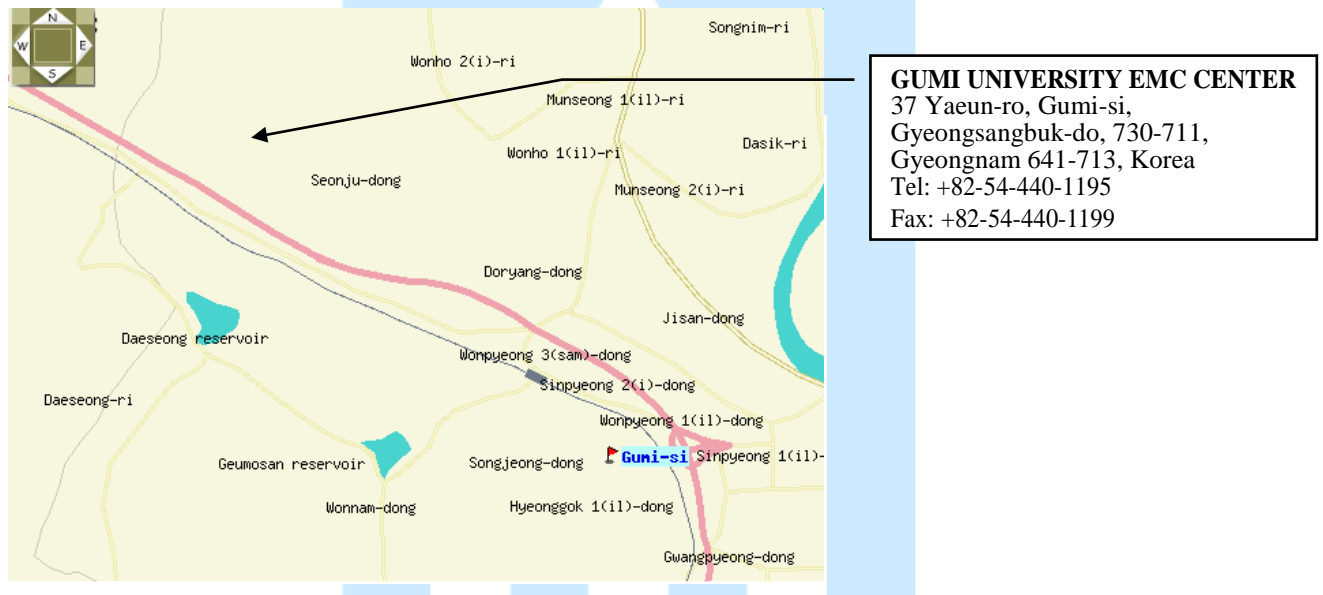 N
W E
S
Songnim-ri
Wonho 2(i)-ri
Munseong 1(il)-ri
Dasik-ri
Wonho 1(il)-ri
Seonju-dong
Munseong 2(i)-ri
Doryang-dong
Jisan-dong
Daeseong reservoir
Wonpyeong 3(sam)-dong
Sinpyeong 2(i)-dong
Daeseong-ri
Wonpyeong 1(il)-dong
Gumi-si
Sinpyeong 1(il)-
Geumosan reservoir
Songjeong-dong
Wonnam-dong
Hyeonggok 1(il)-dong
Gwangpyeong-dong
GUMI UNIVERSITY EMC CENTER
37 Yaeun-ro, Gumi-si,
Gyeongsangbuk-do, 730-711,
Gyeongnam 641-713, Korea
Tel: +82-54-440-1195
Fax: +82-54-440-1199